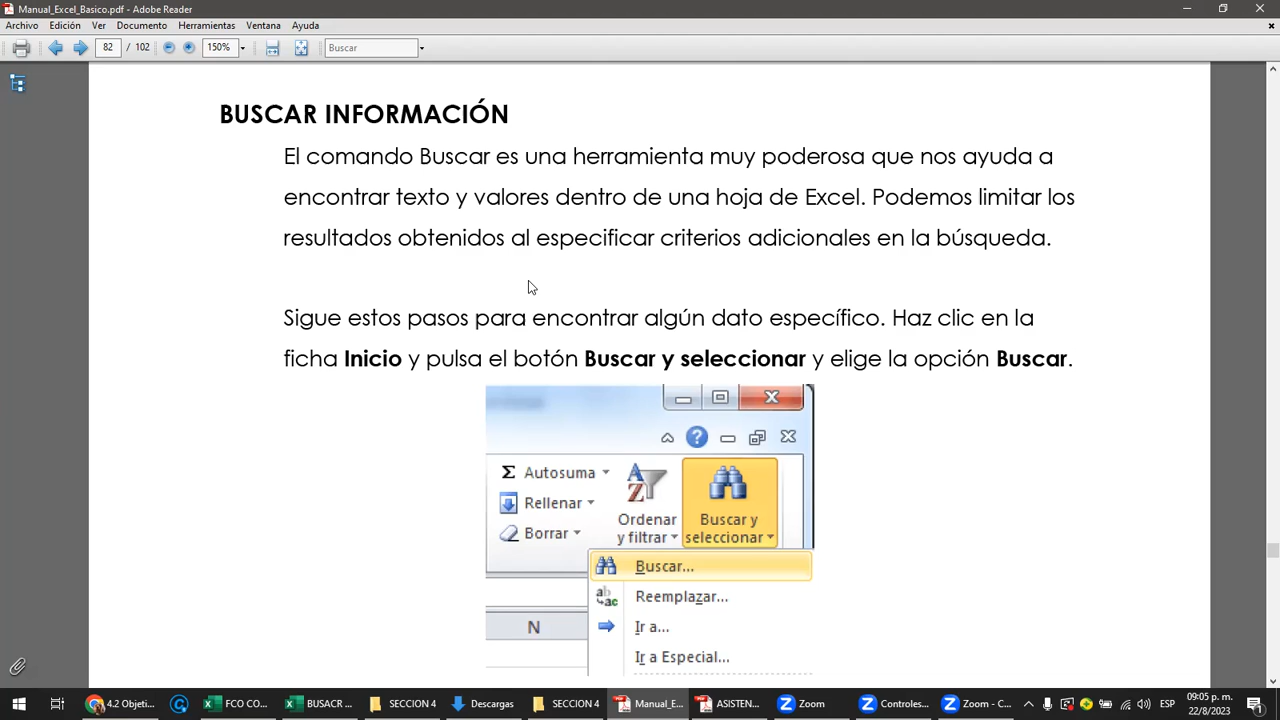 Manual_Excel_Basico.pdf - Adobe Reader
Archivo Edición Ver Documento Herramientas Ventana Ayuda
82 / 102 150% Buscar
BUSCAR INFORMACIÓN
El comando Buscar es una herramienta muy poderosa que nos ayuda a
encontrar texto y valores dentro de una hoja de Excel. Podemos limitar los
resultados obtenidos al especificar criterios adicionales en la búsqueda.
Sigue estos pasos para encontrar algún dato específico. Haz clic en la
ficha Inicio y pulsa el botón Buscar y seleccionar y elige la opción Buscar.
Σ Autosuma
Rellenar
Borrar
Ordenar
y filtrar
Buscar y
seleccionar
Buscar...
Reemplazar...
Ir a...
Ir a Especial...
N
4.2 Objeti... FCO CO... BUSACR ... SECCION 4 Descargas SECCION 4 Manual_E... ASISTEN... Zoom Controles... Zoom - C... ESP 09:05 p. m.
22/8/2023